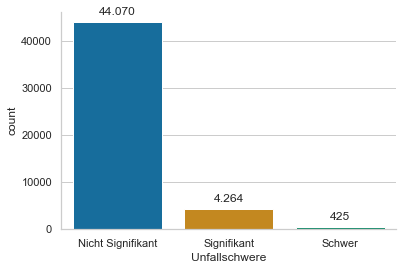 44.070
40000
30000
20000
10000
0
count
4.264
425
Nicht Signifikant
Signifikant
Schwer
Unfallschwere